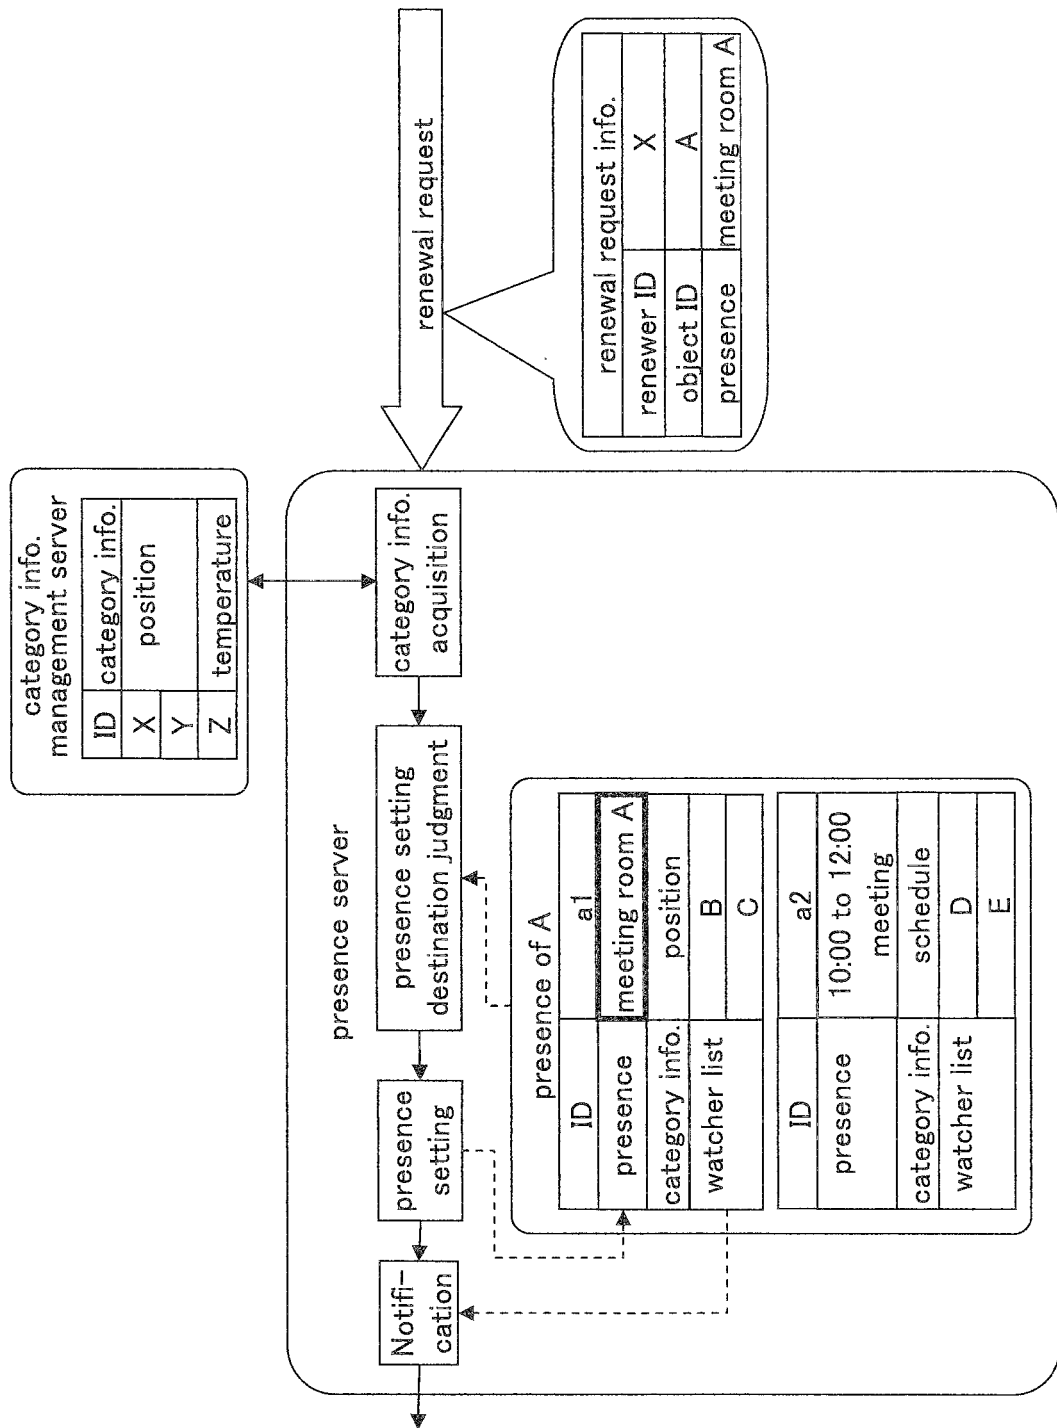 category info.
management server
ID category info.
X position
Y
Z temperature
renewal request
renewal request info.
renewer ID X
object ID A
presence meeting room A
presence server
category info.
acquisition
presence setting
destination judgment
presence
setting
Notifi-
cation
presence of A
ID a1
presence meeting room A
category info. position
watcher list B
C
ID a2
presence 10:00 to 12:00
meeting
category info. schedule
watcher list D
E